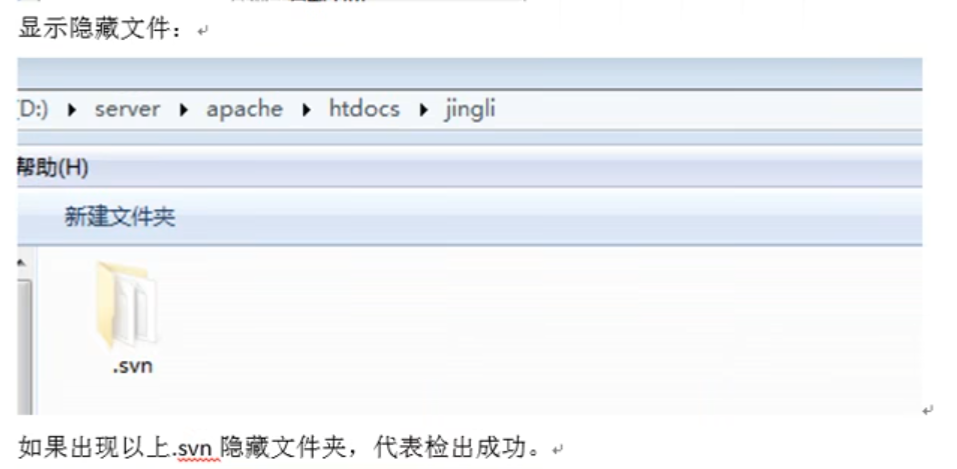 显示隐藏文件：
D:) ▸ server ▸ apache ▸ htdocs ▸ jingli
帮助(H)
新建文件夹
.svn
如果出现以上.svn 隐藏文件夹，代表检出成功。